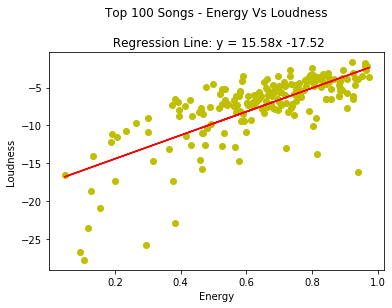 Top 100 Songs - Energy Vs Loudness
Regression Line: y = 15.58x -17.52
−5
−10
−15
−20
−25
Loudness
0.2 0.4 0.6 0.8 1.0
Energy